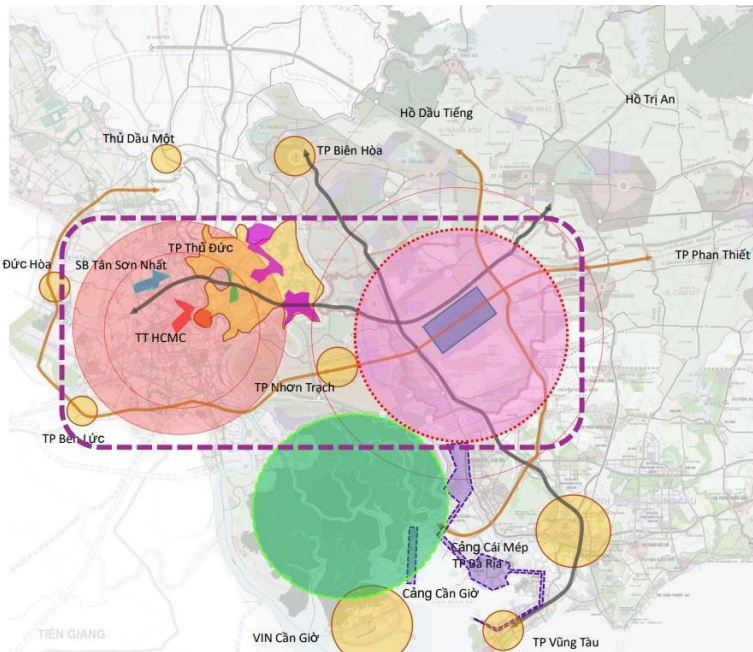 Hồ Trị An
Hồ Dầu Tiếng
Thủ Dầu Một
TP Biên Hòa
TP Thủ Đức
TP Phan Thiết
Đức Hòa
SB Tân Sơn Nhất
TT HCMC
TP Nhơn Trạch
TP Bến Lức
Cảng Cái Mép
TP Bà Rịa
Cảng Cần Giờ
TIỀN GIANG
VIN Cần Giờ
TP Vũng Tàu